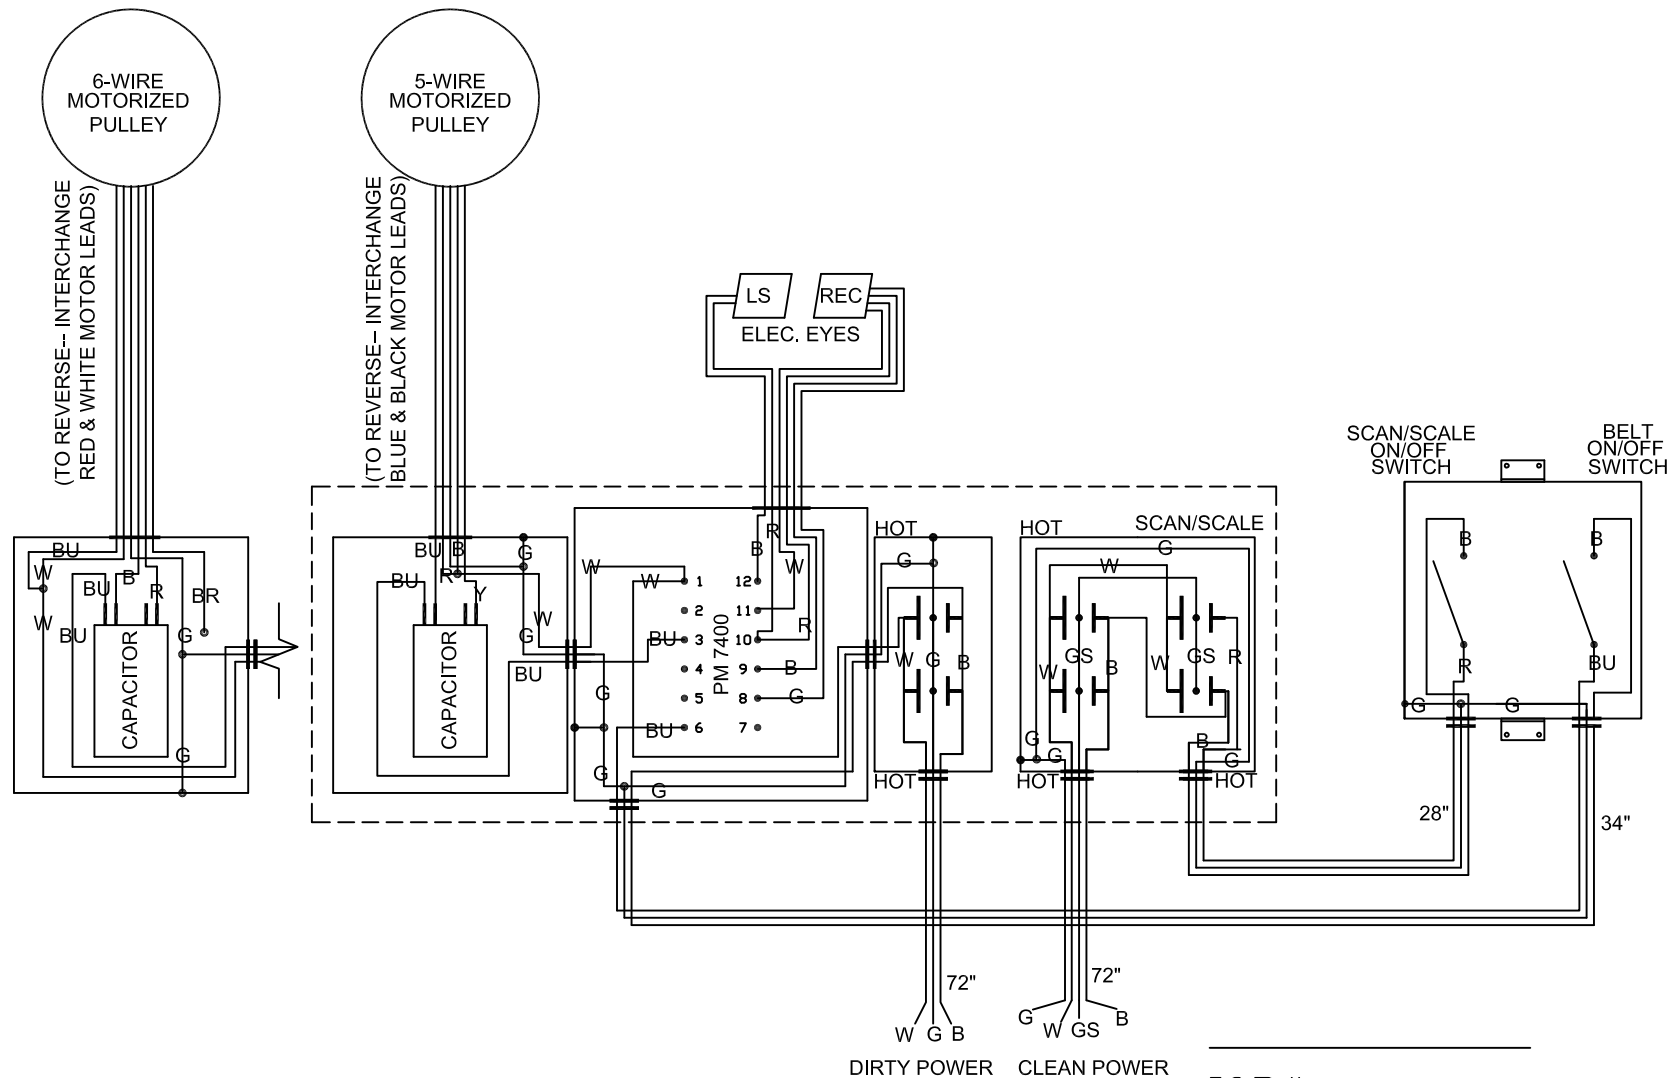 6-WIRE
MOTORIZED
PULLEY
5-WIRE
MOTORIZED
PULLEY
(TO REVERSE-- INTERCHANGE
RED & WHITE MOTOR LEADS)
(TO REVERSE-- INTERCHANGE
BLUE & BLACK MOTOR LEADS)
LS
REC
ELEC. EYES
SCAN/SCALE
ON/OFF
SWITCH
BELT
ON/OFF
SWITCH
BU
W
BU
B
R
BR
W
BU
G
CAPACITOR
G
BU
B
G
BU
R
Y
W
G
BU
CAPACITOR
W
W
1
2
3
4
5
6
BU
BU
G
G
G
PM 7400
12
11
10
9
8
7
R
B
W
R
B
G
HOT
G
W
G
B
HOT
HOT
SCAN/SCALE
G
W
GS
GS
R
W
B
W
G
G
B
G
HOT
HOT
B
B
R
BU
G
G
28"
34"
72"
72"
W G B
G W GS B
DIRTY POWER
CLEAN POWER